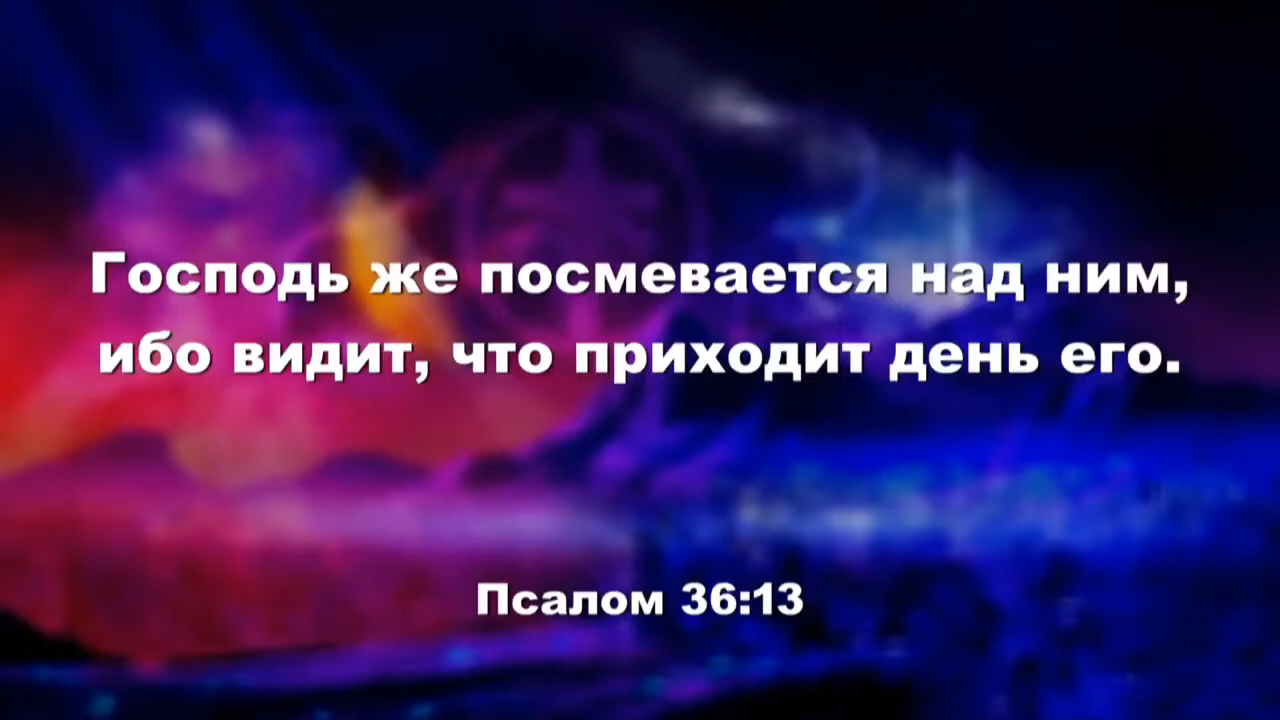 Господь же посмевается над ним,
ибо видит, что приходит день его.
Псалом 36:13